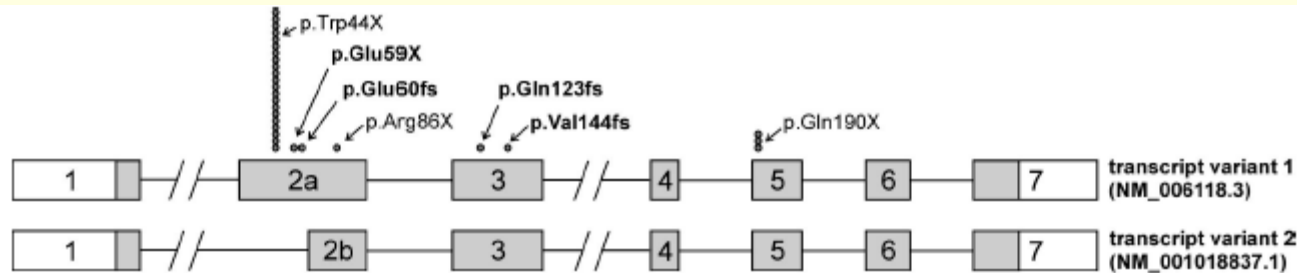 p.Trp44X
p.Glu59X
p.Glu60fs
p.Gln123fs
p.Arg86X
p.Val144fs
p.Gln190X
1 2a 3 4 5 6 7 transcript variant 1
(NM_006118.3)
1 2b 3 4 5 6 7 transcript variant 2
(NM_001018837.1)